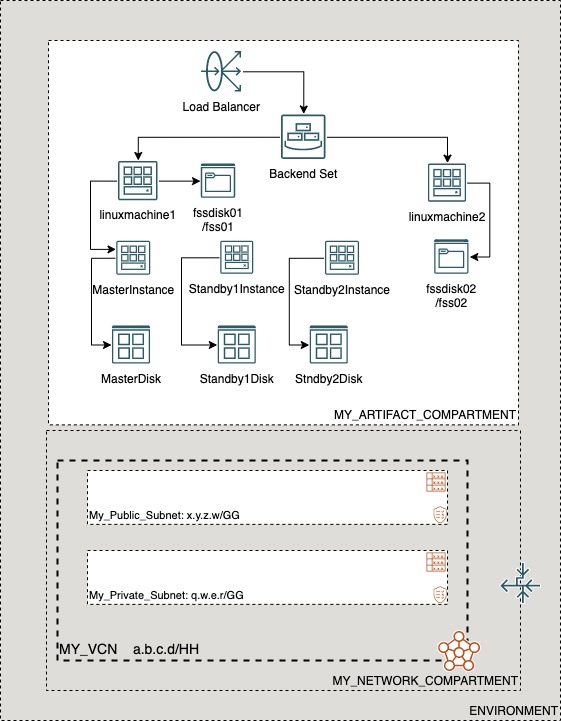 Load Balancer
Backend Set
linuxmachine1
fssdisk01
/fss01
linuxmachine2
MasterInstance
Standby1Instance
Standby2Instance
fssdisk02
/fss02
MasterDisk
Standby1Disk
Stndby2Disk
MY_ARTIFACT_COMPARTMENT
My_Public_Subnet: x.y.z.w/GG
My_Private_Subnet: q.w.e.r/GG
MY_VCN a.b.c.d/HH
MY_NETWORK_COMPARTMENT
ENVIRONMENT